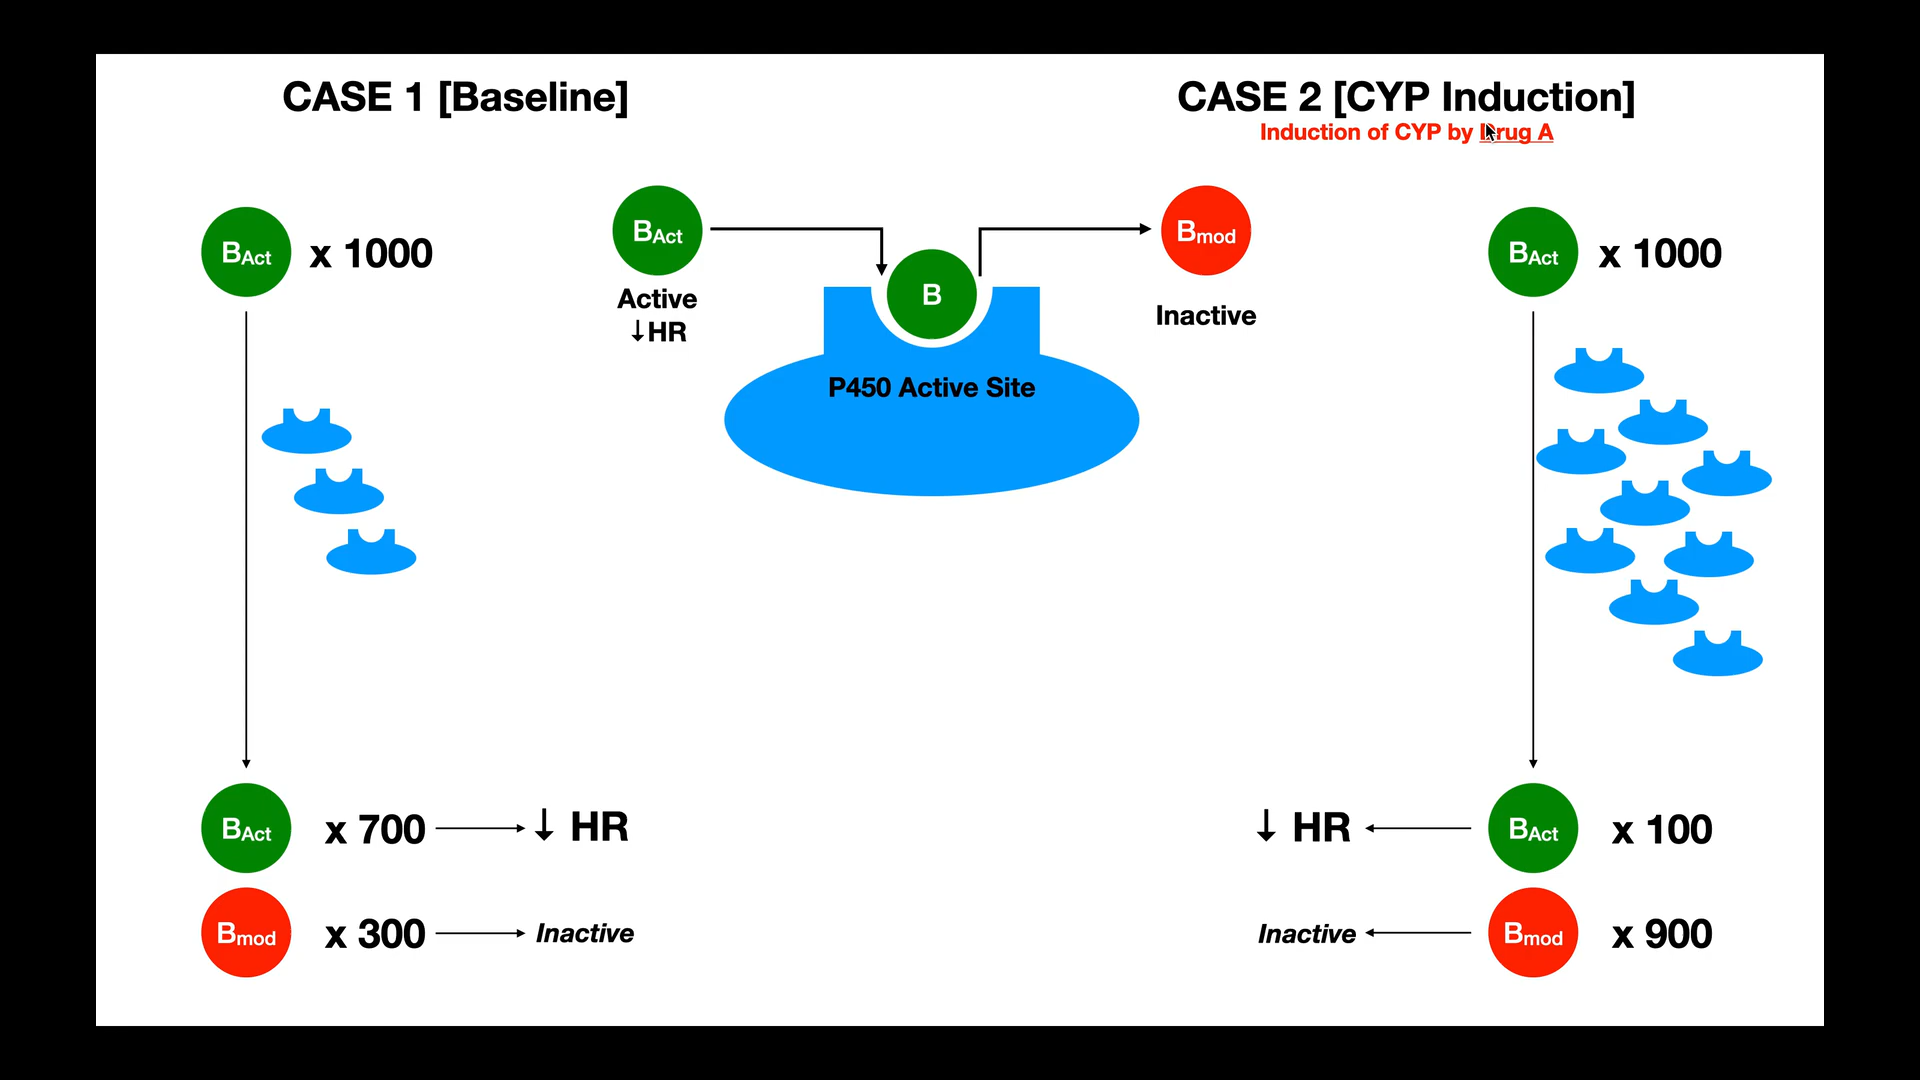 CASE 1 [Baseline]
CASE 2 [CYP Induction]
Induction of CYP by Drug A
BAct x 1000
BAct
Active
↓HR
B
P450 Active Site
Bmod
Inactive
BAct x 1000
BAct x 700 ↓ HR
Bmod x 300 Inactive
↓ HR BAct x 100
Inactive Bmod x 900